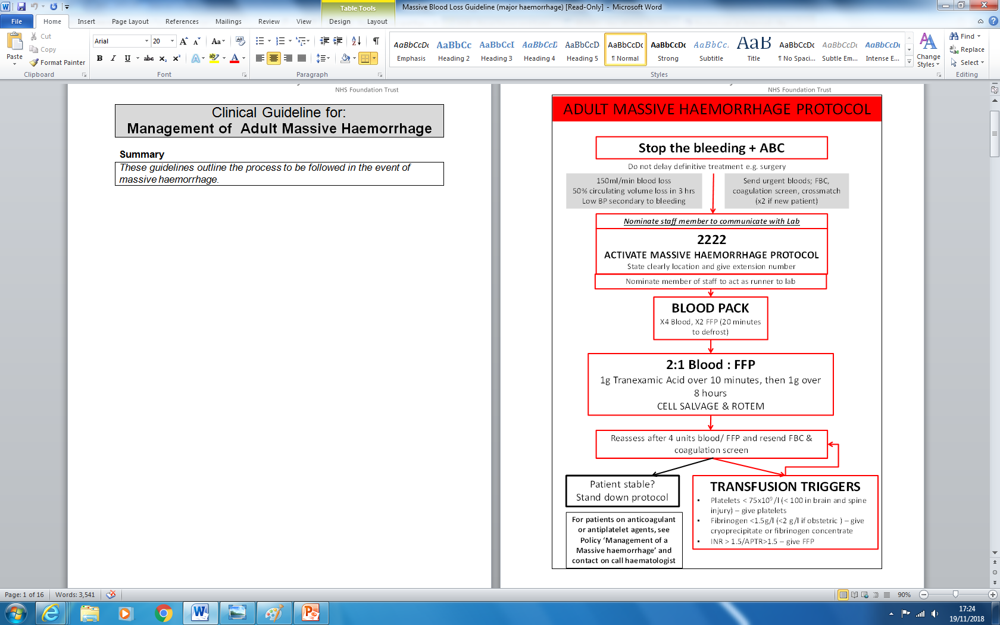 Massive Blood Loss Guideline (major haemorrhage) [Read-Only] - Microsoft Word
Table Tools
File Home Insert Page Layout References Mailings Review View Design Layout
Paste
Cut
Copy
Format Painter
Clipboard
Arial 20
Font
Paragraph
AaBbCcDc AaBbCc AaBbCcI AaBbCcD AaBbCcD AaBbCcDc AaBbCcDc AaBbCc. AaB AaBbCcDc AaBbCcDc AaBbCcDc
Emphasis Heading 2 Heading 3 Heading 4 Heading 5 ¶ Normal Strong Subtitle Title ¶ No Spaci... Subtle Em... Intense E...
Styles
Change
Styles
Find
Replace
Select
Editing
NHS Foundation Trust
Clinical Guideline for:
Management of Adult Massive Haemorrhage
Summary
These guidelines outline the process to be followed in the event of
massive haemorrhage.
NHS Foundation Trust
ADULT MASSIVE HAEMORRHAGE PROTOCOL
Stop the bleeding + ABC
Do not delay definitive treatment e.g. surgery
150ml/min blood loss
50% circulating volume loss in 3 hrs
Low BP secondary to bleeding
Send urgent bloods; FBC,
coagulation screen, crossmatch
(x2 if new patient)
Nominate staff member to communicate with Lab
2222
ACTIVATE MASSIVE HAEMORRHAGE PROTOCOL
State clearly location and give extension number
Nominate member of staff to act as runner to lab
BLOOD PACK
X4 Blood, X2 FFP (20 minutes
to defrost)
2:1 Blood : FFP
1g Tranexamic Acid over 10 minutes, then 1g over
8 hours
CELL SALVAGE & ROTEM
Reassess after 4 units blood/ FFP and resend FBC &
coagulation screen
Patient stable?
Stand down protocol
For patients on anticoagulant
or antiplatelet agents, see
Policy ‘Management of a
Massive haemorrhage’ and
contact on call haematologist
TRANSFUSION TRIGGERS
▪ Platelets < 75x10⁹ /l (< 100 in brain and spine
injury) – give platelets
▪ Fibrinogen <1.5g/l (<2 g/l if obstetric ) – give
cryoprecipitate or fibrinogen concentrate
▪ INR > 1.5/APTR>1.5 – give FFP
Page: 1 of 16 Words: 3,541 90%
17:24
19/11/2018